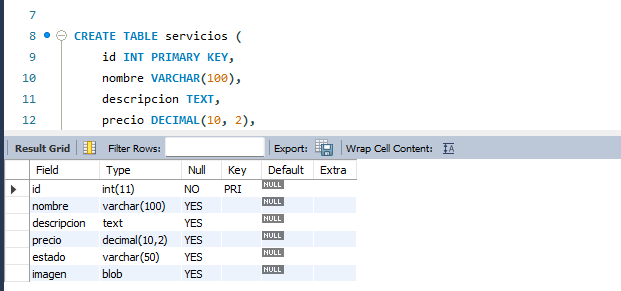 7
8 CREATE TABLE servicios (
9 id INT PRIMARY KEY,
10 nombre VARCHAR(100),
11 descripcion TEXT,
12 precio DECIMAL(10, 2),
Result Grid Filter Rows: Export: Wrap Cell Content: IA
Field Type Null Key Default Extra
id int(11) NO PRI NULL
nombre varchar(100) YES NULL
descripcion text YES NULL
precio decimal(10,2) YES NULL
estado varchar(50) YES NULL
imagen blob YES NULL